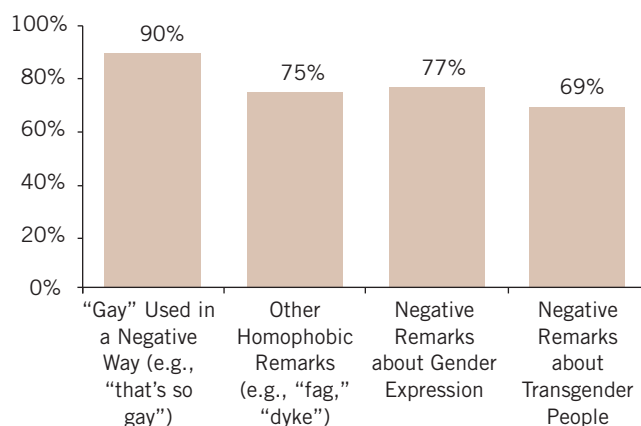 100%
80%
60%
40%
20%
0%
90%
75%
77%
69%
“Gay” Used in
a Negative
Way (e.g.,
“that’s so
gay”)
Other
Homophobic
Remarks
(e.g., “fag,”
“dyke”)
Negative
Remarks
about Gender
Expression
Negative
Remarks
about
Transgender
People